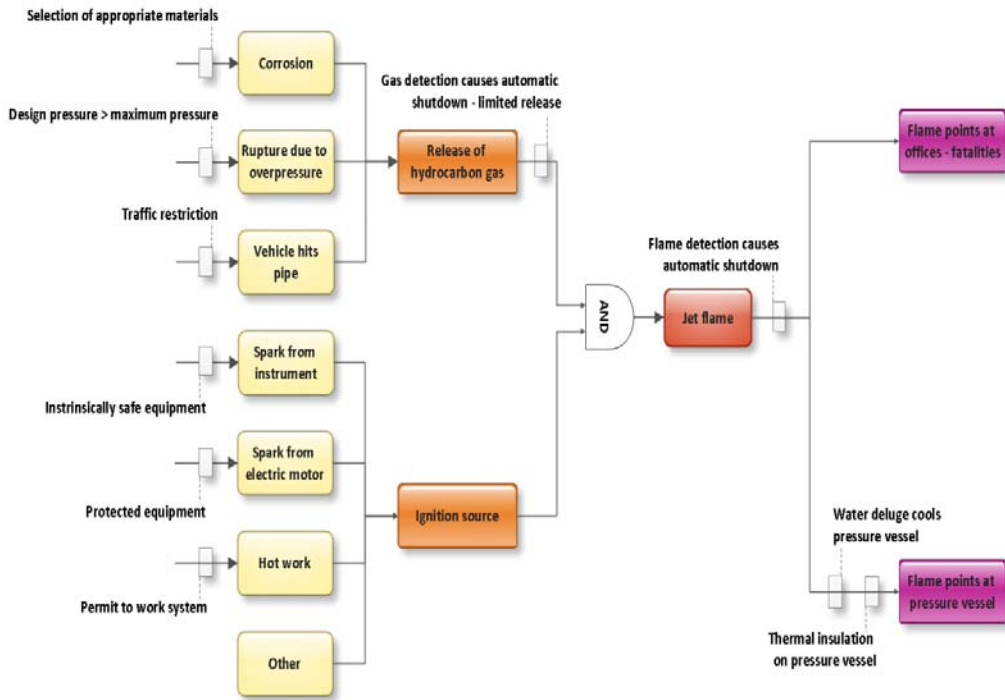 Selection of appropriate materials
Corrosion
Design pressure > maximum pressure
Rupture due to
overpressure
Traffic restriction
Vehicle hits
pipe
Gas detection causes automatic
shutdown - limited release
Release of
hydrocarbon gas
Spark from
instrument
Instrinsically safe equipment
Spark from
electric motor
Protected equipment
Hot work
Permit to work system
Other
Ignition source
AND
Flame detection causes
automatic shutdown
Jet flame
Flame points at
offices - fatalities
Water deluge cools
pressure vessel
Flame points at
pressure vessel
Thermal insulation
on pressure vessel